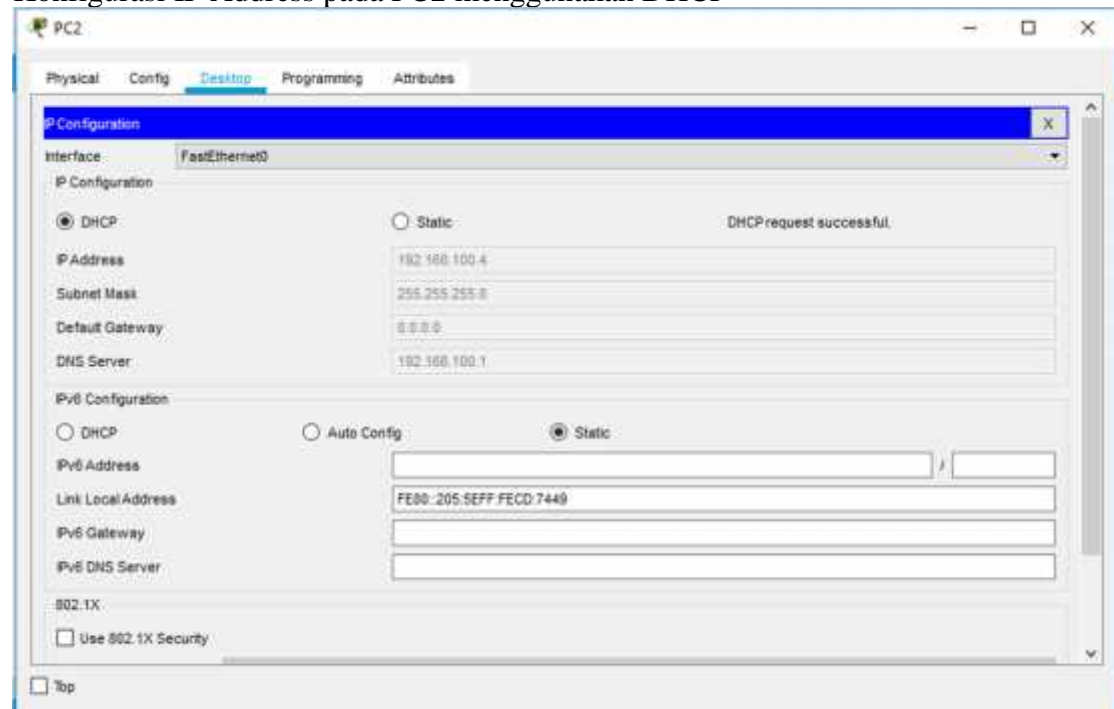 Konfigurasi IP Address pada PC2 menggunakan DHCP
PC2
Physical Config Desktop Programming Attributes
IP Configuration X
Interface FastEthernet0
IP Configuration
DHCP Static DHCP request successful.
IP Address 192.168.100.4
Subnet Mask 255.255.255.0
Default Gateway 0.0.0.0
DNS Server 192.168.100.1
IPv6 Configuration
DHCP Auto Config Static
IPv6 Address /
Link Local Address FE80::205:5EFF:FECD:7449
IPv6 Gateway
IPv6 DNS Server
802.1X
Use 802.1X Security
Top